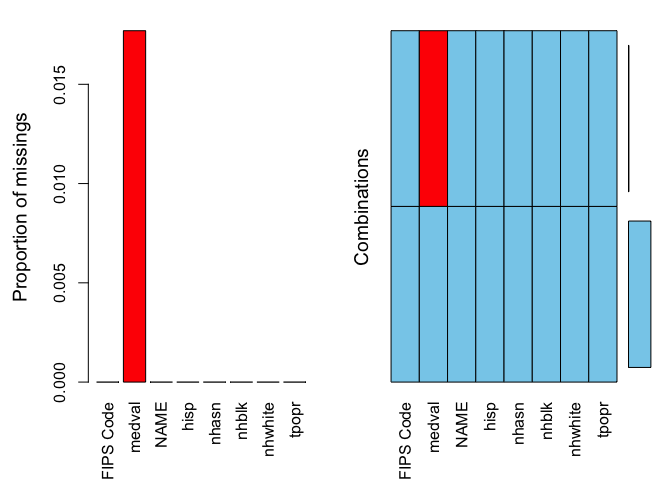 Proportion of missings
0.015
0.010
0.005
0.000
FIPS Code
medval
NAME
hisp
nhasn
nhblk
nhwhite
tpopr
Combinations
FIPS Code
medval
NAME
hisp
nhasn
nhblk
nhwhite
tpopr